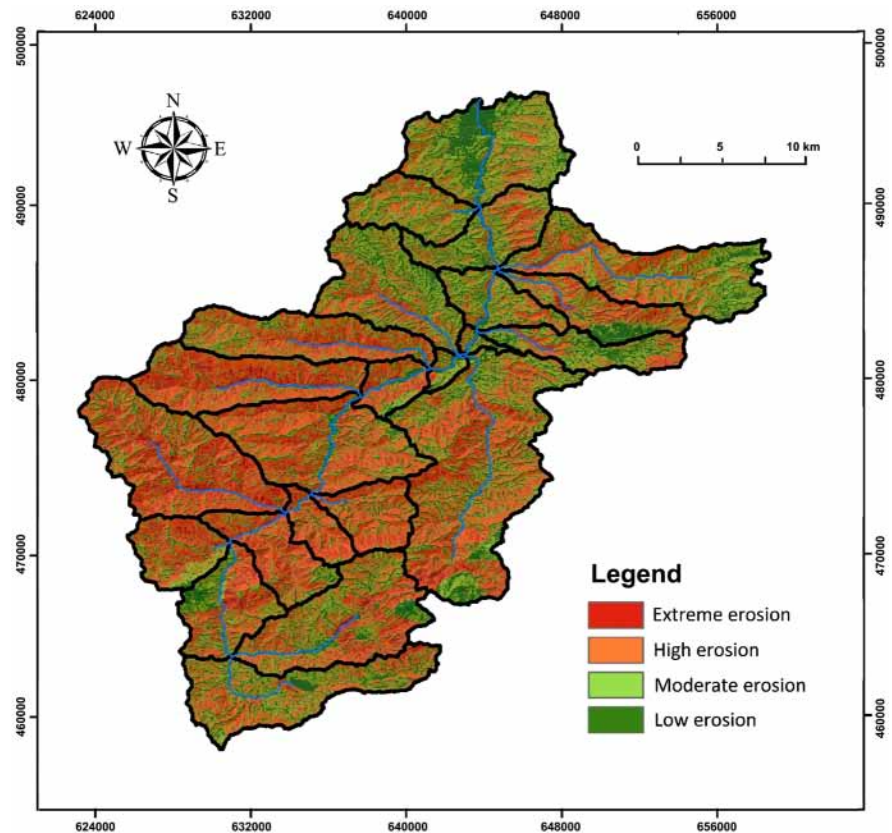 624000 632000 640000 648000 656000
500000 500000
N
W E
S
0 5 10 km
490000 490000
480000 480000
470000 470000
Legend
Extreme erosion
High erosion
Moderate erosion
Low erosion
460000 460000
624000 632000 640000 648000 656000